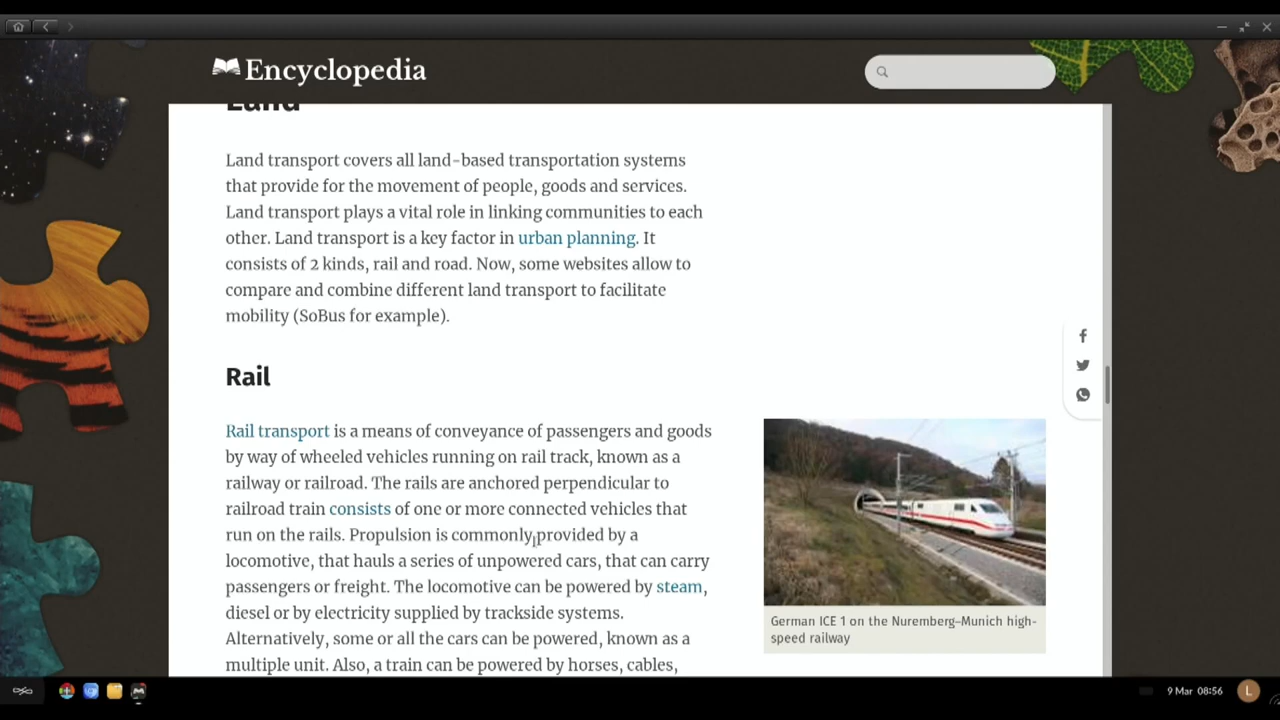 Encyclopedia
Land
Land transport covers all land-based transportation systems
that provide for the movement of people, goods and services.
Land transport plays a vital role in linking communities to each
other. Land transport is a key factor in urban planning. It
consists of 2 kinds, rail and road. Now, some websites allow to
compare and combine different land transport to facilitate
mobility (SoBus for example).
Rail
Rail transport is a means of conveyance of passengers and goods
by way of wheeled vehicles running on rail track, known as a
railway or railroad. The rails are anchored perpendicular to
railroad train consists of one or more connected vehicles that
run on the rails. Propulsion is commonly provided by a
locomotive, that hauls a series of unpowered cars, that can carry
passengers or freight. The locomotive can be powered by steam,
diesel or by electricity supplied by trackside systems.
Alternatively, some or all the cars can be powered, known as a
multiple unit. Also, a train can be powered by horses, cables,
German ICE 1 on the Nuremberg–Munich high-
speed railway
9 Mar 08:56
L